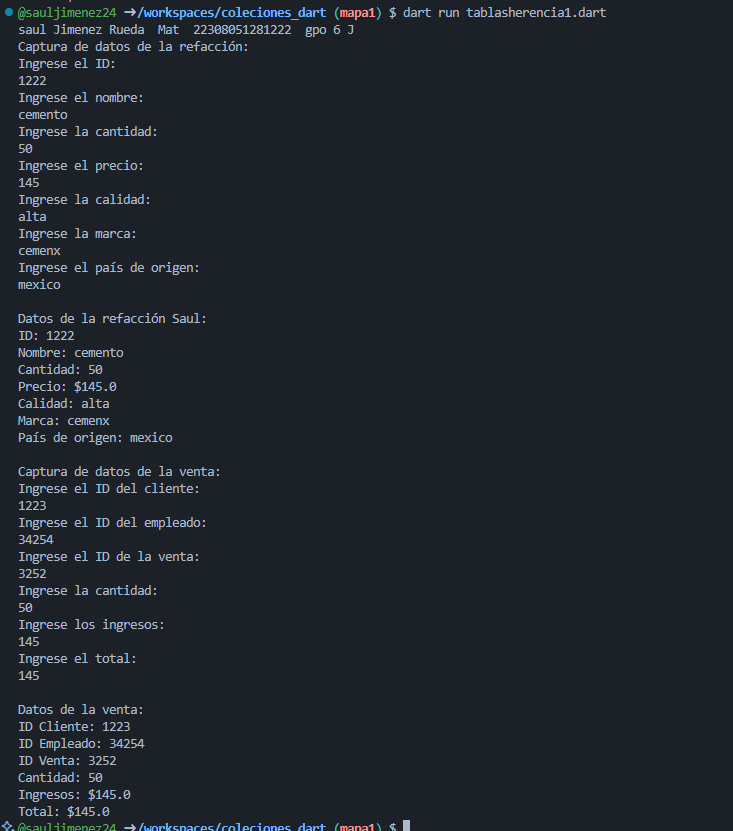 @sauljimenez24 ➜/workspaces/coleciones_dart (mapa1) $ dart run tablasherencia1.dart
saul Jimenez Rueda  Mat  22308051281222  gpo 6 J
Captura de datos de la refacción:
Ingrese el ID:
1222
Ingrese el nombre:
cemento
Ingrese la cantidad:
50
Ingrese el precio:
145
Ingrese la calidad:
alta
Ingrese la marca:
cemenx
Ingrese el país de origen:
mexico

Datos de la refacción Saul:
ID: 1222
Nombre: cemento
Cantidad: 50
Precio: $145.0
Calidad: alta
Marca: cemenx
País de origen: mexico

Captura de datos de la venta:
Ingrese el ID del cliente:
1223
Ingrese el ID del empleado:
34254
Ingrese el ID de la venta:
3252
Ingrese la cantidad:
50
Ingrese los ingresos:
145
Ingrese el total:
145

Datos de la venta:
ID Cliente: 1223
ID Empleado: 34254
ID Venta: 3252
Cantidad: 50
Ingresos: $145.0
Total: $145.0
@sauljimenez24 ➜/workspaces/coleciones_dart (mapa1) $